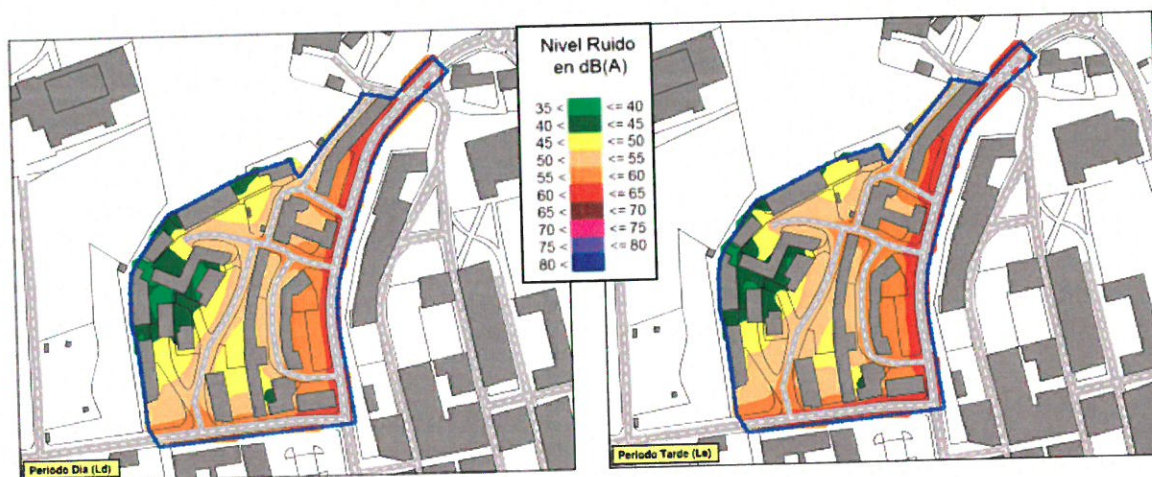 Nivel Ruido
en dB(A)
35 < <= 40
40 < <= 45
45 < <= 50
50 < <= 55
55 < <= 60
60 < <= 65
65 < <= 70
70 < <= 75
75 < <= 80
80 <
Periodo Dia (Ld)
Periodo Tarde (Le)